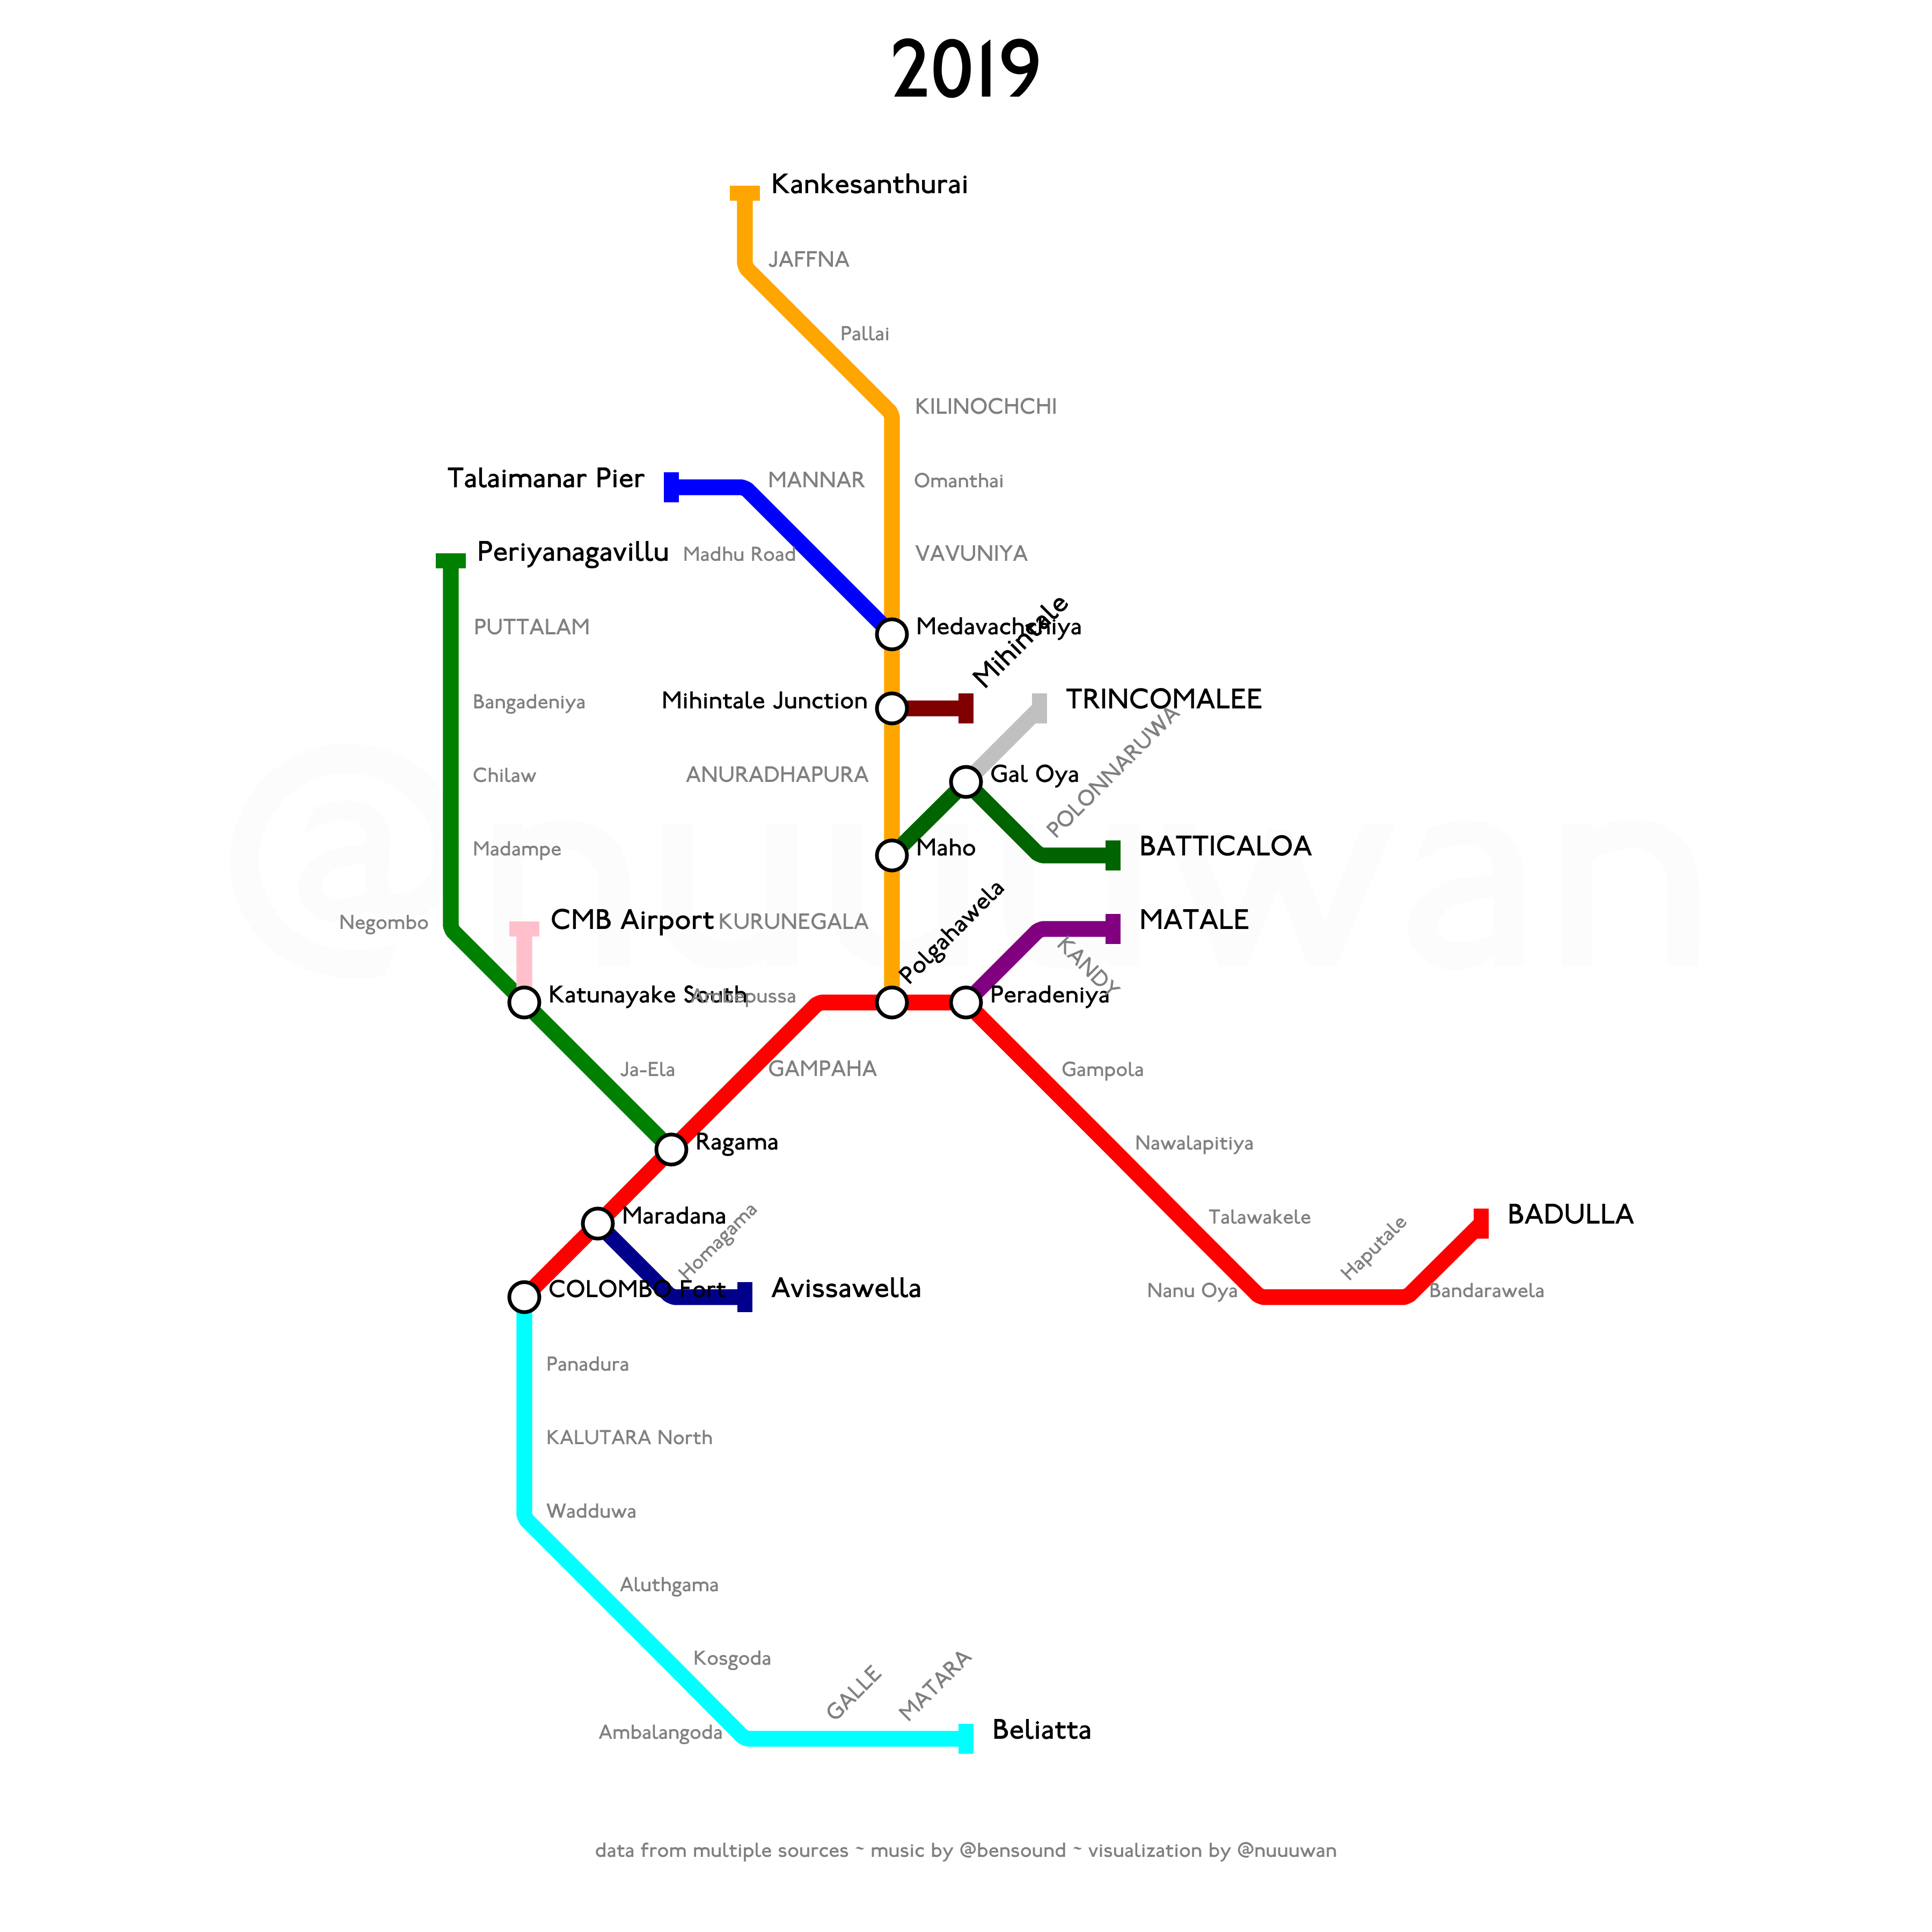 2019
Kankesanthurai
JAFFNA
Pallai
KILINOCHCHI
Talaimanar Pier
MANNAR
Omanthai
Periyanagavillu
Madhu Road
VAVUNIYA
PUTTALAM
Medavachchiya
Mihintale
Bangadeniya
Mihintale Junction
TRINCOMALEE
Chilaw
ANURADHAPURA
Gal Oya
POLONNARUWA
Madampe
Maho
BATTICALOA
@nuuuwan
Negombo
CMB Airport
KURUNEGALA
Polgahawela
MATALE
KANDY
Katunayake South
Ambepussa
Peradeniya
Ja-Ela
GAMPAHA
Gampola
Ragama
Nawalapitiya
Maradana
Homagama
Talawakele
Haputale
BADULLA
COLOMBO Fort
Avissawella
Nanu Oya
Bandarawela
Panadura
KALUTARA North
Wadduwa
Aluthgama
Kosgoda
GALLE
MATARA
Ambalangoda
Beliatta
data from multiple sources ~ music by @bensound ~ visualization by @nuuuwan